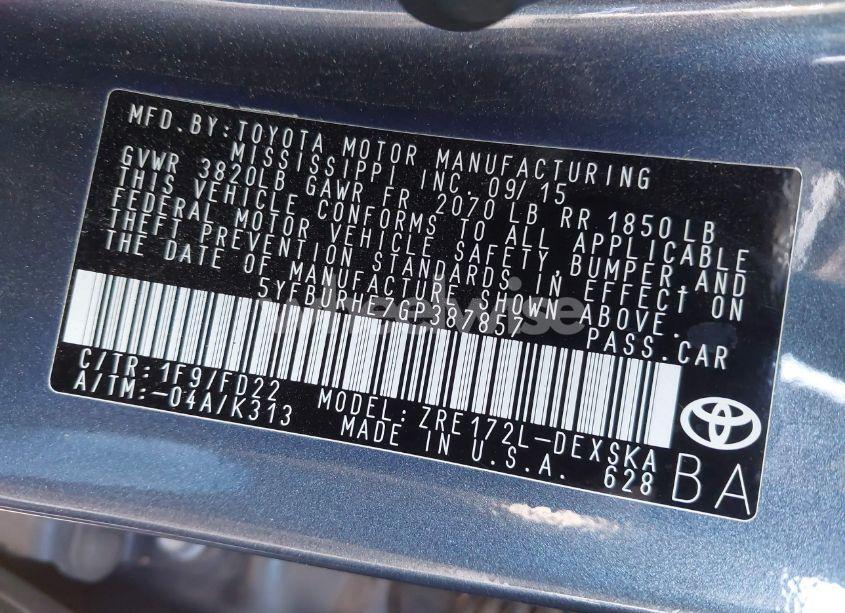 MFD.BY:TOYOTA MOTOR MANUFACTURING
MISSISSIPPI INC. 09/15
GVWR 3820LB GAWR FR 2070 LB RR 1850 LB
THIS VEHICLE CONFORMS TO ALL APPLICABLE
FEDERAL MOTOR VEHICLE SAFETY,BUMPER,AND
THEFT PREVENTION STANDARDS IN EFFECT ON
THE DATE OF MANUFACTURE SHOWN ABOVE.
PASS.CAR
C/TR:1F9/FD22 MODEL: ZRE172L-DEXSKA
A/TM:-04A/K313 MADE IN U.S.A. 628
BA